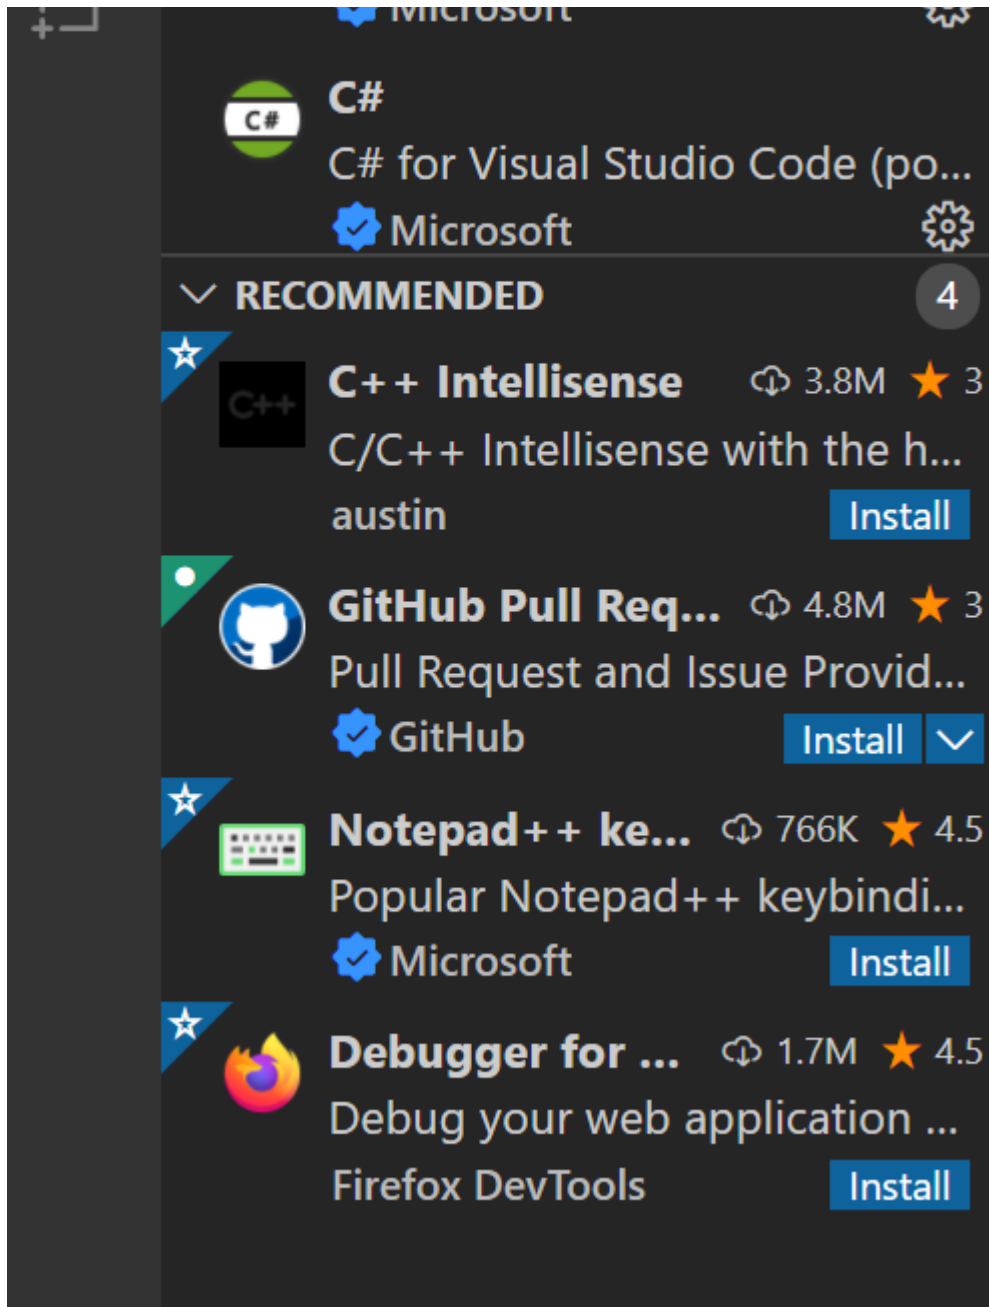 Microsoft
C#
C#
C# for Visual Studio Code (po...
Microsoft
RECOMMENDED 4
C++
C++ Intellisense 3.8M 3
C/C++ Intellisense with the h...
austin Install
GitHub Pull Req... 4.8M 3
Pull Request and Issue Provid...
GitHub Install
Notepad++ ke... 766K 4.5
Popular Notepad++ keybindi...
Microsoft Install
Debugger for ... 1.7M 4.5
Debug your web application ...
Firefox DevTools Install